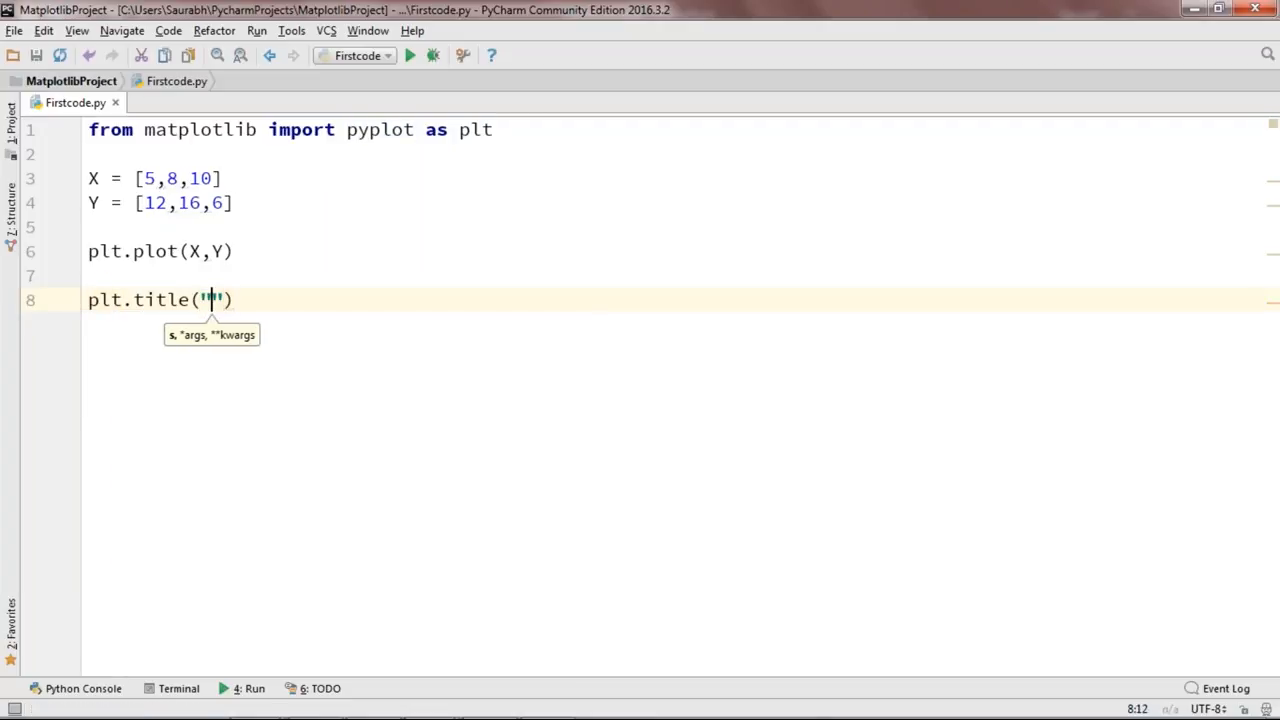 MatplotlibProject - [C:\Users\Saurabh\PycharmProjects\MatplotlibProject] - ...\Firstcode.py - PyCharm Community Edition 2016.3.2
File Edit View Navigate Code Refactor Run Tools VCS Window Help
Firstcode
MatplotlibProject Firstcode.py
Firstcode.py
1: Project
Z: Structure
2: Favorites
1 from matplotlib import pyplot as plt
2
3 X = [5,8,10]
4 Y = [12,16,6]
5
6 plt.plot(X,Y)
7
8 plt.title("")
s, *args, **kwargs
Python Console Terminal 4: Run 6: TODO Event Log
8:12 n/a UTF-8